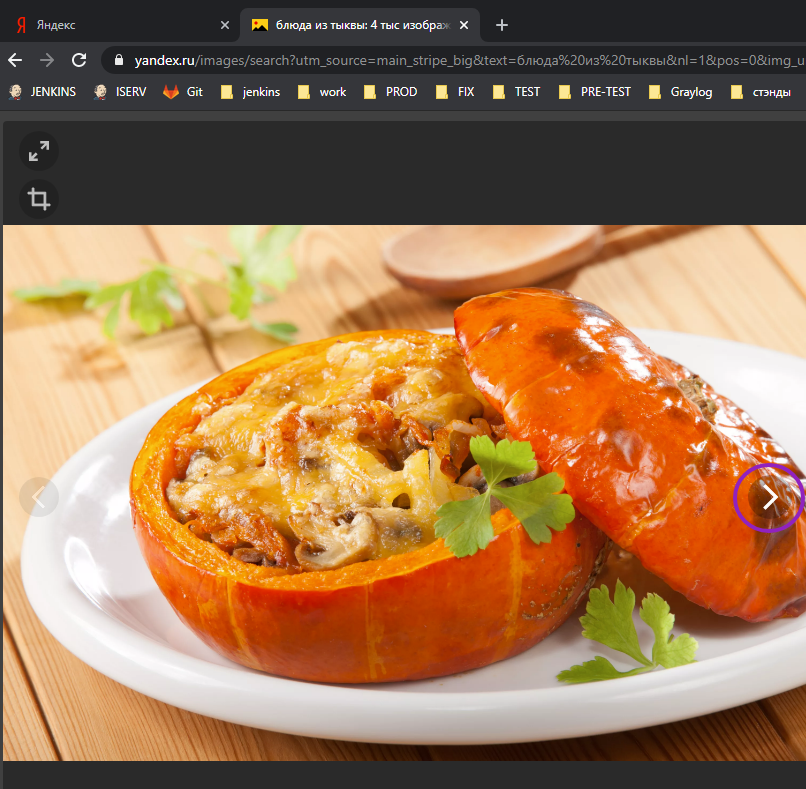 Яндекс
блюда из тыквы: 4 тыс изображ
yandex.ru/images/search?utm_source=main_stripe_big&text=блюда%20из%20тыквы&nl=1&pos=0&img_u
JENKINS ISERV Git jenkins work PROD FIX TEST PRE-TEST Graylog стэнды